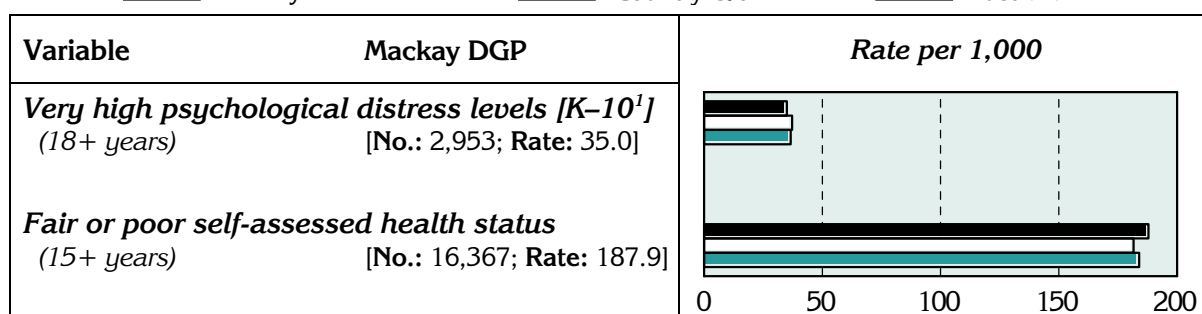 Variable Mackay DGP Rate per 1,000
Very high psychological distress levels [K–10¹]
(18+ years) [No.: 2,953; Rate: 35.0]
Fair or poor self-assessed health status
(15+ years) [No.: 16,367; Rate: 187.9]
0 50 100 150 200